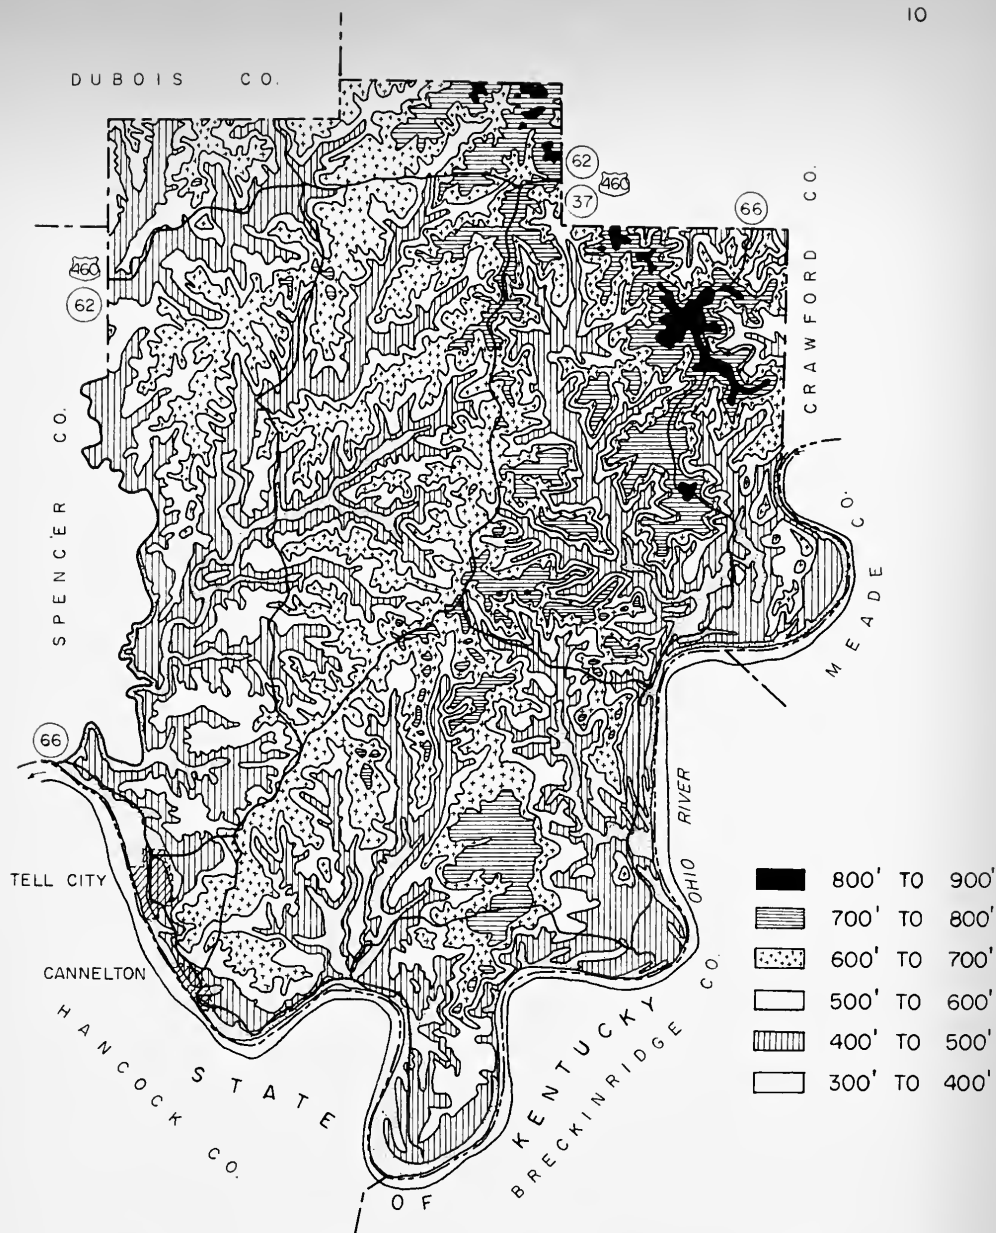 10
DUBOIS CO.
62
460
37
66
CRAWFORD CO.
460
62
SPENCER CO.
MEADE CO.
66
OHIO RIVER
TELL CITY
CANNELTON
HANCOCK CO.
STATE OF KENTUCKY
BRECKINRIDGE CO.
800' TO 900'
700' TO 800'
600' TO 700'
500' TO 600'
400' TO 500'
300' TO 400'